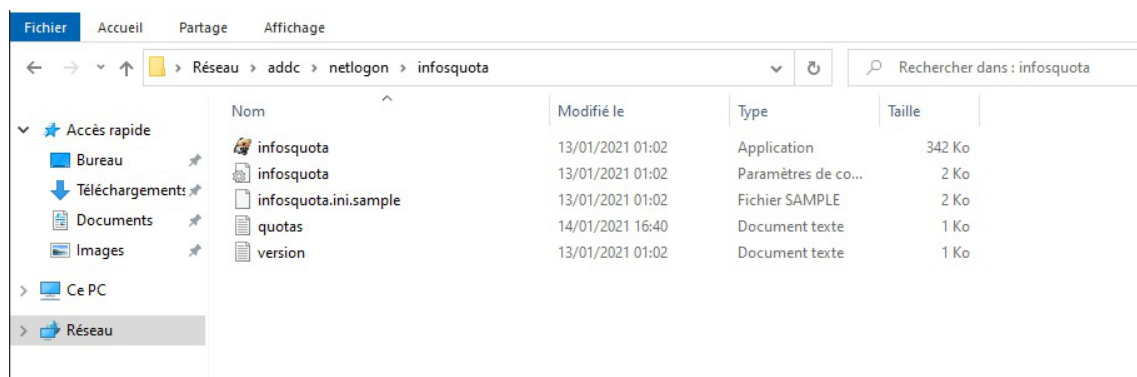 Fichier Accueil Partage Affichage
Réseau > addc > netlogon > infosquota Rechercher dans : infosquota
Nom Modifié le Type Taille
Accès rapide
Bureau
Téléchargements
Documents
Images
Ce PC
Réseau
infosquota 13/01/2021 01:02 Application 342 Ko
infosquota 13/01/2021 01:02 Paramètres de co... 2 Ko
infosquota.ini.sample 13/01/2021 01:02 Fichier SAMPLE 2 Ko
quotas 14/01/2021 16:40 Document texte 1 Ko
version 13/01/2021 01:02 Document texte 1 Ko